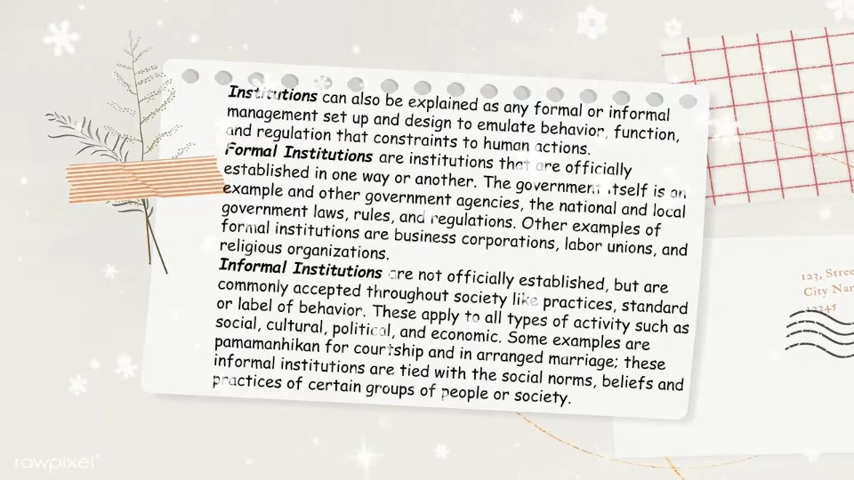 Institutions can also be explained as any formal or informal
management set up and design to emulate behavior, function,
and regulation that constraints to human actions.
Formal Institutions are institutions that are officially
established in one way or another. The government itself is an
example and other government agencies, the national and local
government laws, rules, and regulations. Other examples of
formal institutions are business corporations, labor unions, and
religious organizations.
Informal Institutions are not officially established, but are
commonly accepted throughout society like practices, standard
or label of behavior. These apply to all types of activity such as
social, cultural, political, and economic. Some examples are
pamamanhikan for courtship and in arranged marriage; these
informal institutions are tied with the social norms, beliefs and
practices of certain groups of people or society.
123, Stree
City Nam
12345
rawpixel